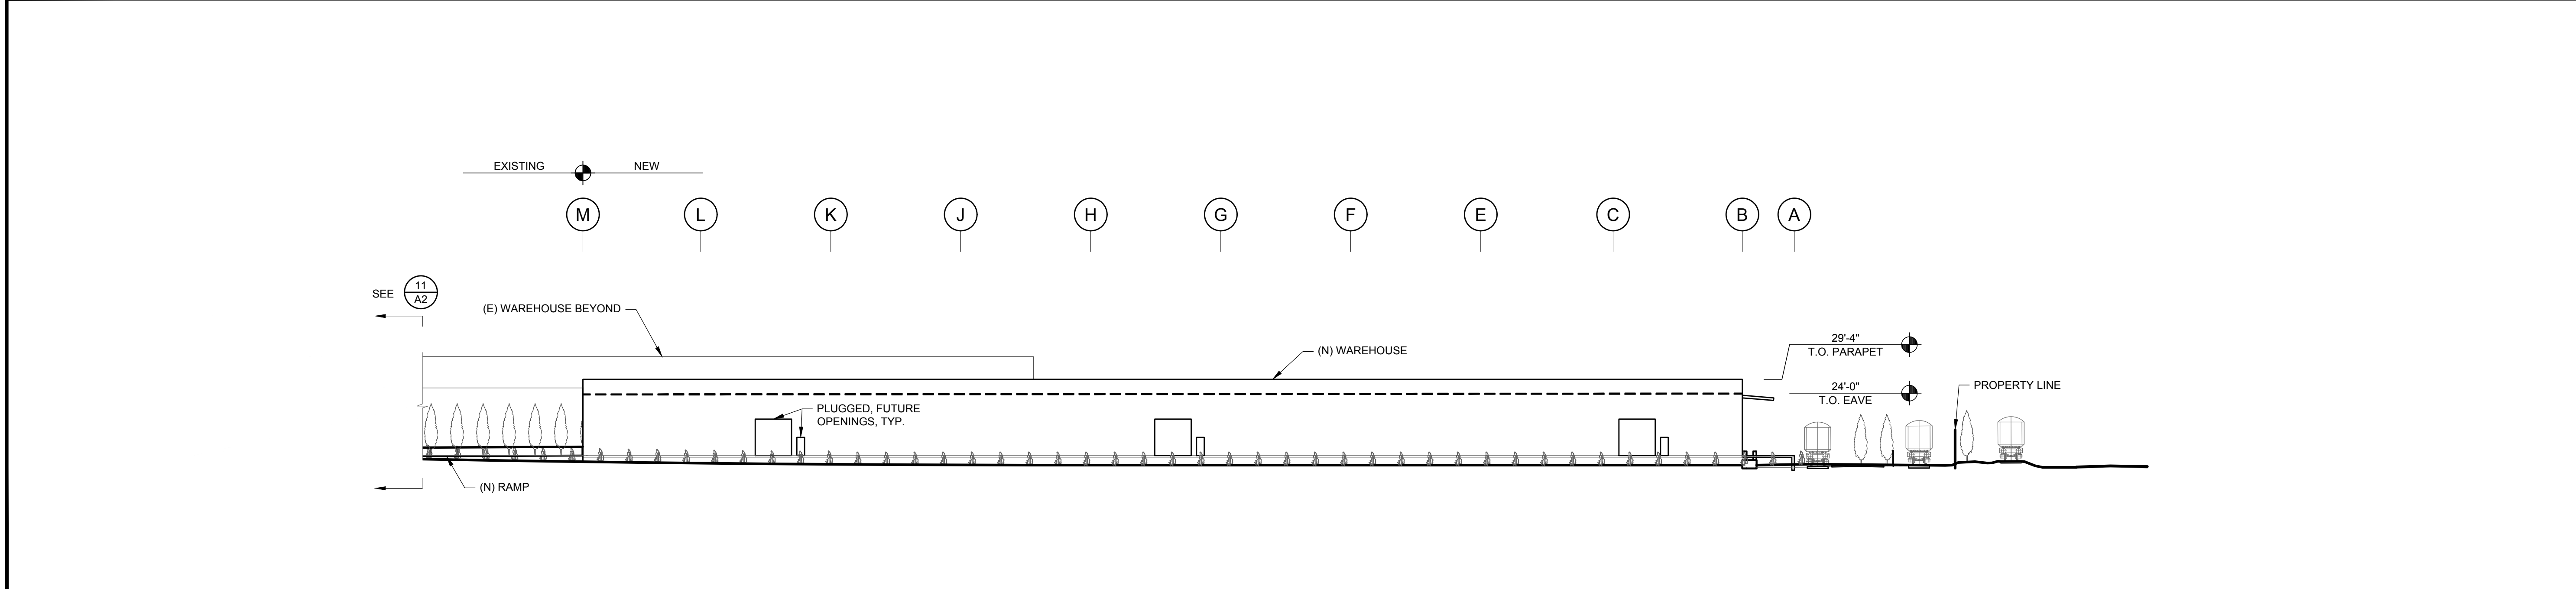 EXISTING
NEW
M
L
K
J
H
G
F
E
C
B
A
SEE
11
A2
(E) WAREHOUSE BEYOND
29'-4"
T.O. PARAPET
(N) WAREHOUSE
PROPERTY LINE
24'-0"
T.O. EAVE
PLUGGED, FUTURE
OPENINGS, TYP.
(N) RAMP